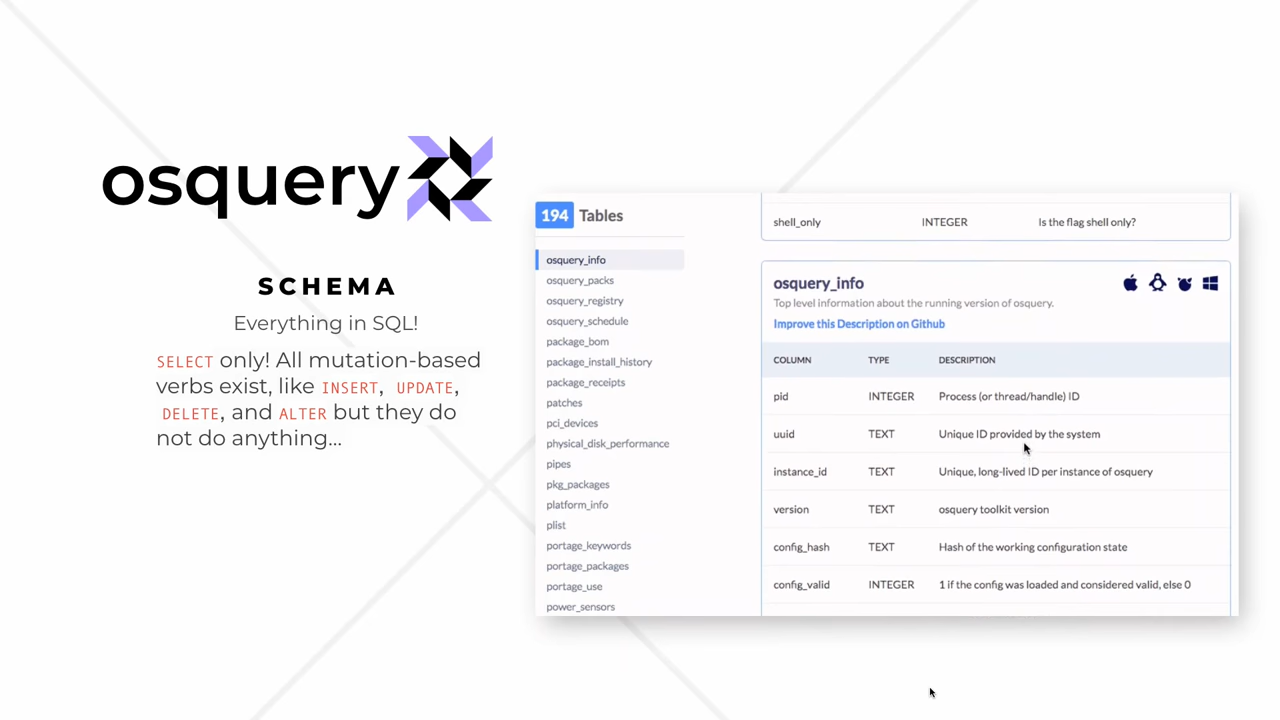 osquery
SCHEMA
Everything in SQL!
SELECT only! All mutation-based
verbs exist, like INSERT, UPDATE,
DELETE, and ALTER but they do
not do anything...
194 Tables
osquery_info
osquery_packs
osquery_registry
osquery_schedule
package_bom
package_install_history
package_receipts
patches
pci_devices
physical_disk_performance
pipes
pkg_packages
platform_info
plist
portage_keywords
portage_packages
portage_use
power_sensors
shell_only INTEGER Is the flag shell only?
osquery_info
Top level information about the running version of osquery.
Improve this Description on Github
COLUMN TYPE DESCRIPTION
pid INTEGER Process (or thread/handle) ID
uuid TEXT Unique ID provided by the system
instance_id TEXT Unique, long-lived ID per instance of osquery
version TEXT osquery toolkit version
config_hash TEXT Hash of the working configuration state
config_valid INTEGER 1 if the config was loaded and considered valid, else 0